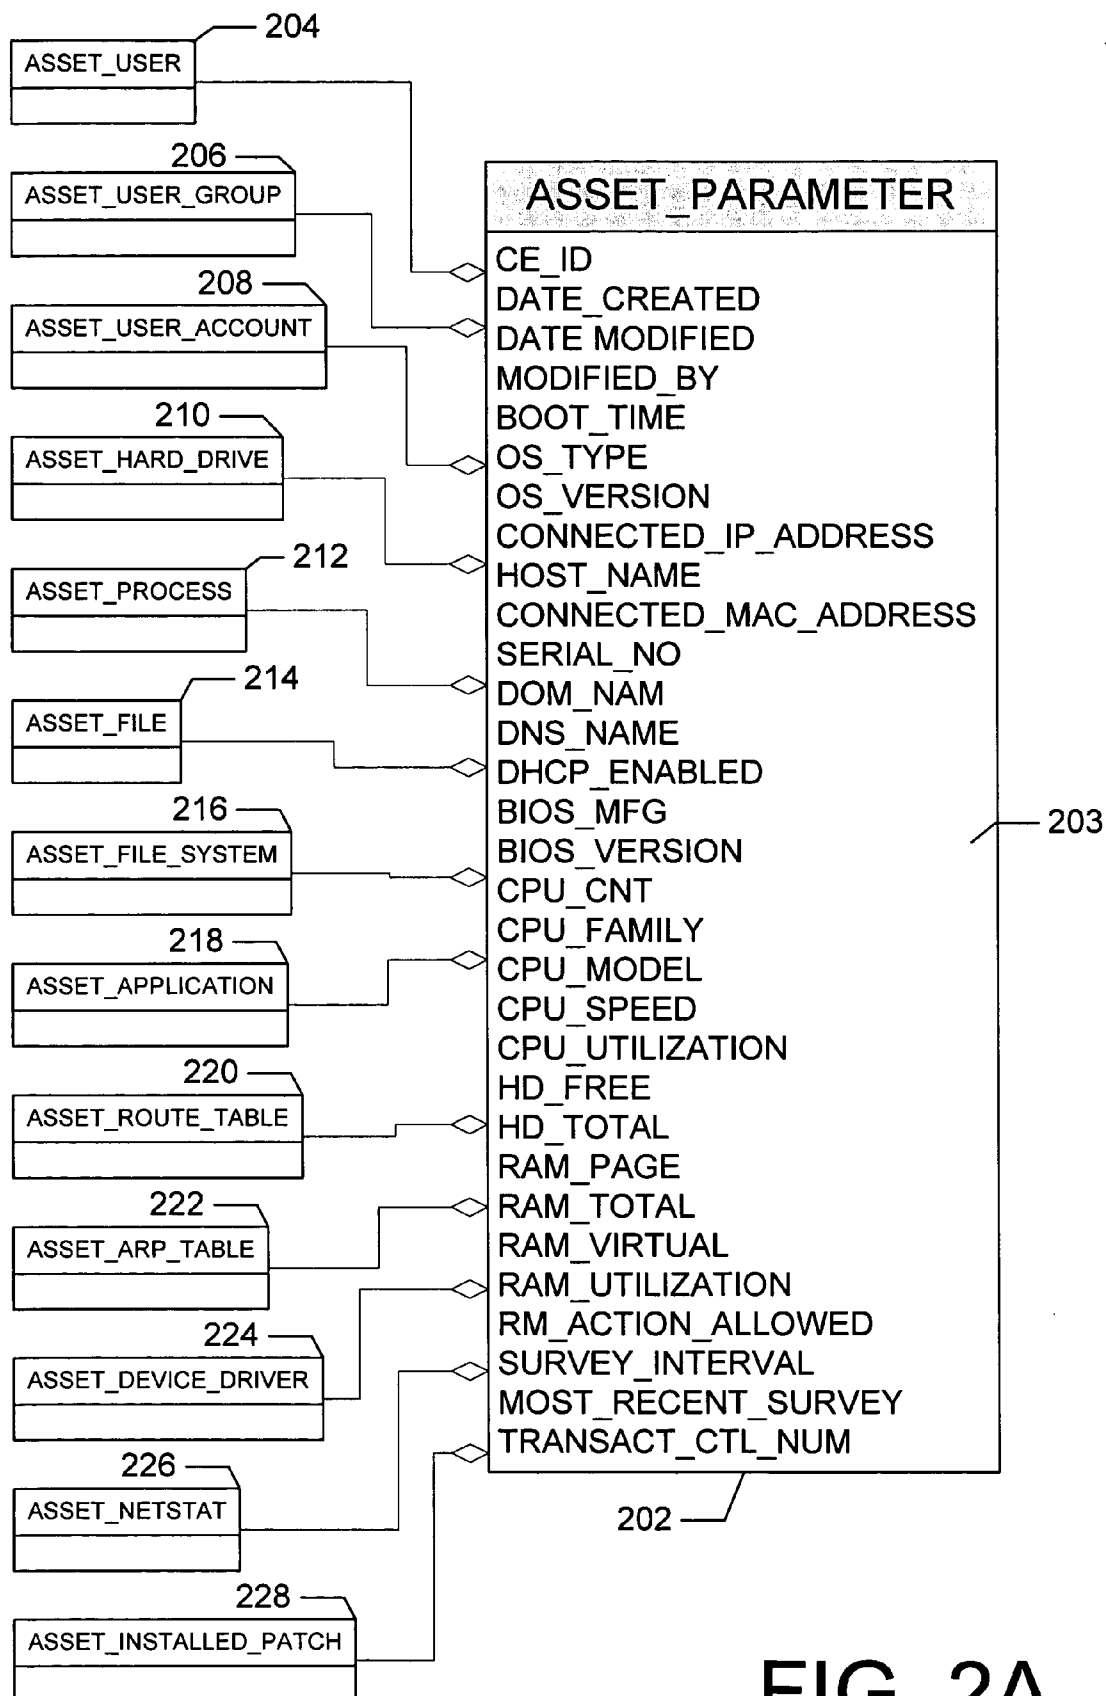 204
ASSET_USER
206
ASSET_USER_GROUP
208
ASSET_USER_ACCOUNT
210
ASSET_HARD_DRIVE
212
ASSET_PROCESS
214
ASSET_FILE
216
ASSET_FILE_SYSTEM
218
ASSET_APPLICATION
220
ASSET_ROUTE_TABLE
222
ASSET_ARP_TABLE
224
ASSET_DEVICE_DRIVER
226
ASSET_NETSTAT
228
ASSET_INSTALLED_PATCH
ASSET_PARAMETER
CE_ID
DATE_CREATED
DATE MODIFIED
MODIFIED_BY
BOOT_TIME
OS_TYPE
OS_VERSION
CONNECTED_IP_ADDRESS
HOST_NAME
CONNECTED_MAC_ADDRESS
SERIAL_NO
DOM_NAM
DNS_NAME
DHCP_ENABLED
BIOS_MFG
BIOS_VERSION
CPU_CNT
CPU_FAMILY
CPU_MODEL
CPU_SPEED
CPU_UTILIZATION
HD_FREE
HD_TOTAL
RAM_PAGE
RAM_TOTAL
RAM_VIRTUAL
RAM_UTILIZATION
RM_ACTION_ALLOWED
SURVEY_INTERVAL
MOST_RECENT_SURVEY
TRANSACT_CTL_NUM
203
202
FIG. 2A